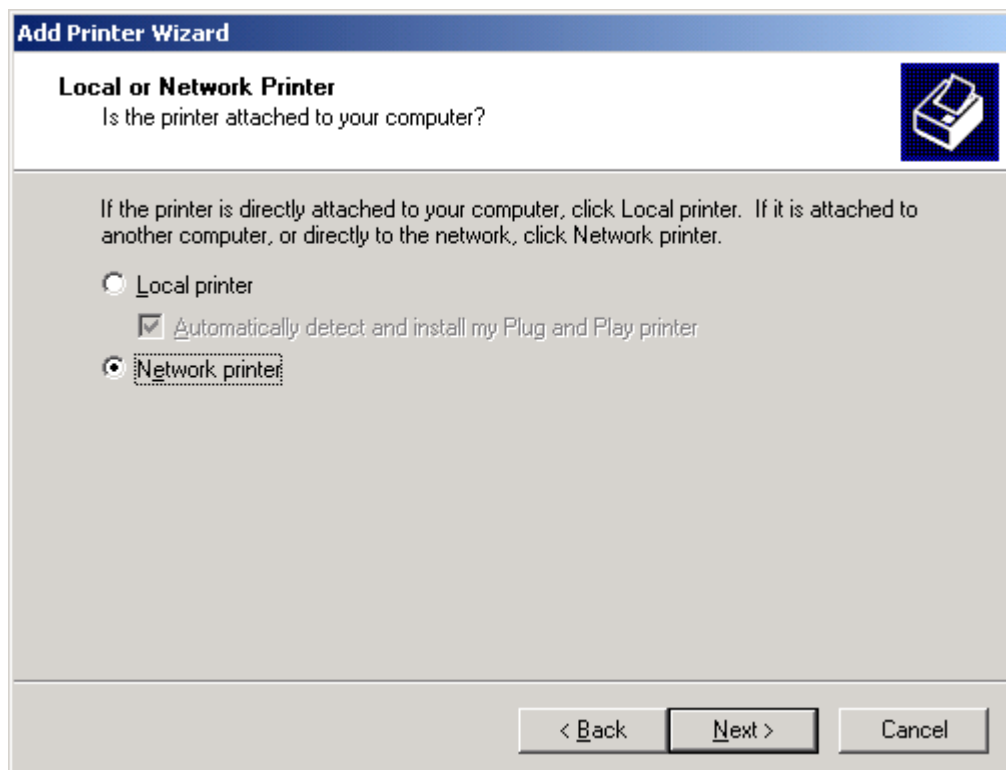 Add Printer Wizard
Local or Network Printer
Is the printer attached to your computer?
If the printer is directly attached to your computer, click Local printer. If it is attached to
another computer, or directly to the network, click Network printer.
Local printer
Automatically detect and install my Plug and Play printer
Network printer
< Back Next > Cancel